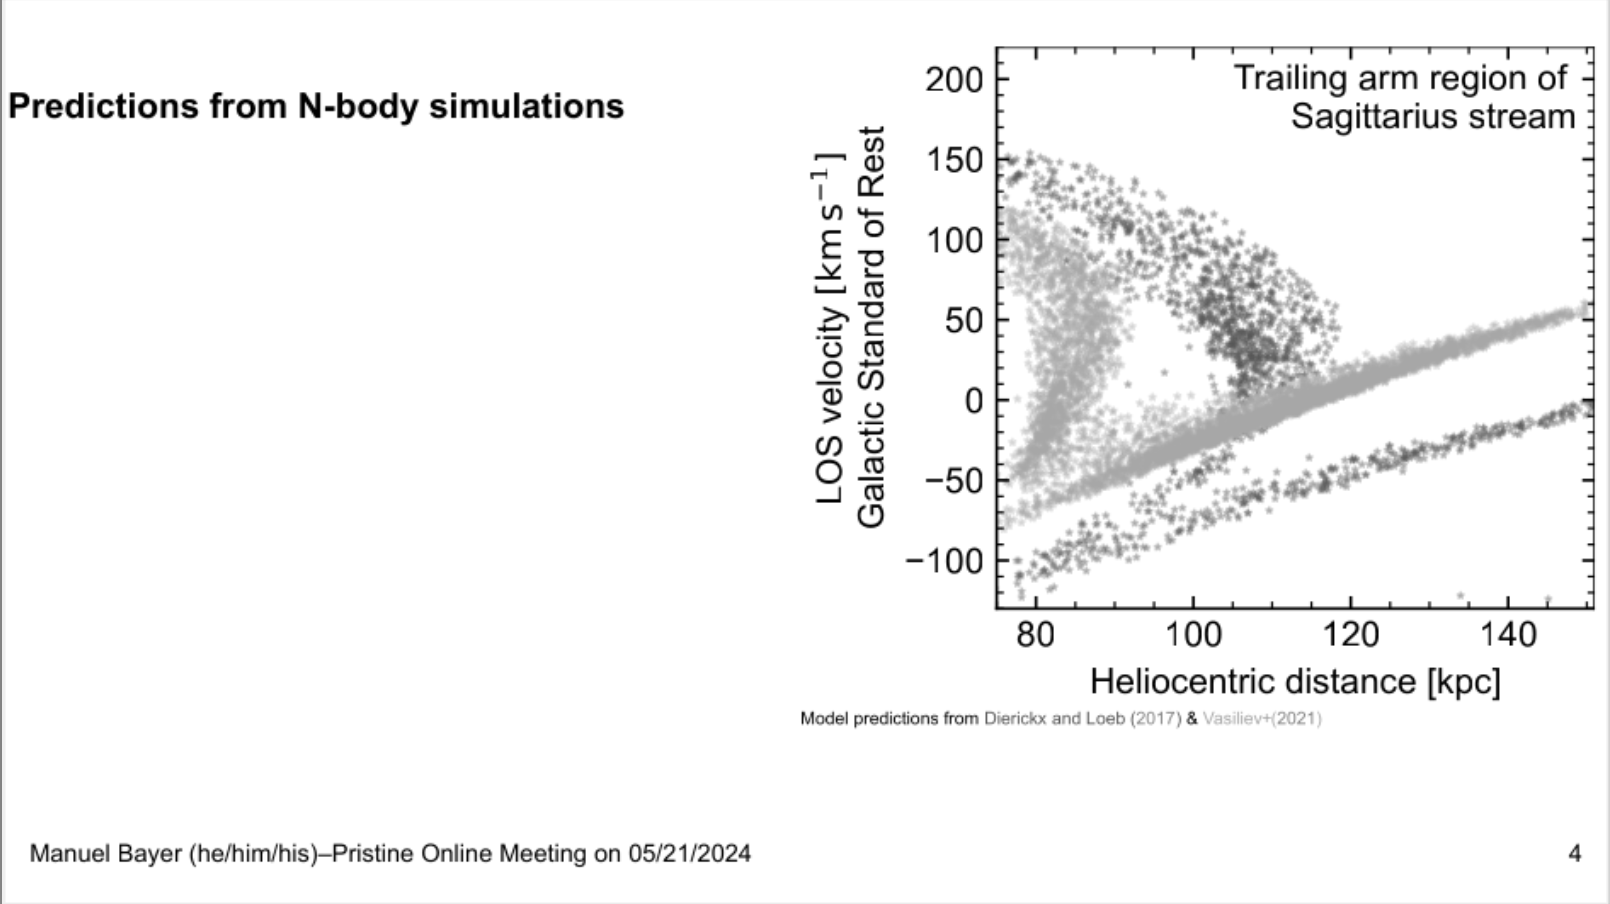 Predictions from N-body simulations
Trailing arm region of
Sagittarius stream
200
150
100
50
0
−50
−100
LOS velocity [km s⁻¹]
Galactic Standard of Rest
80 100 120 140
Heliocentric distance [kpc]
Model predictions from Dierickx and Loeb (2017) & Vasiliev+(2021)
Manuel Bayer (he/him/his)–Pristine Online Meeting on 05/21/2024
4